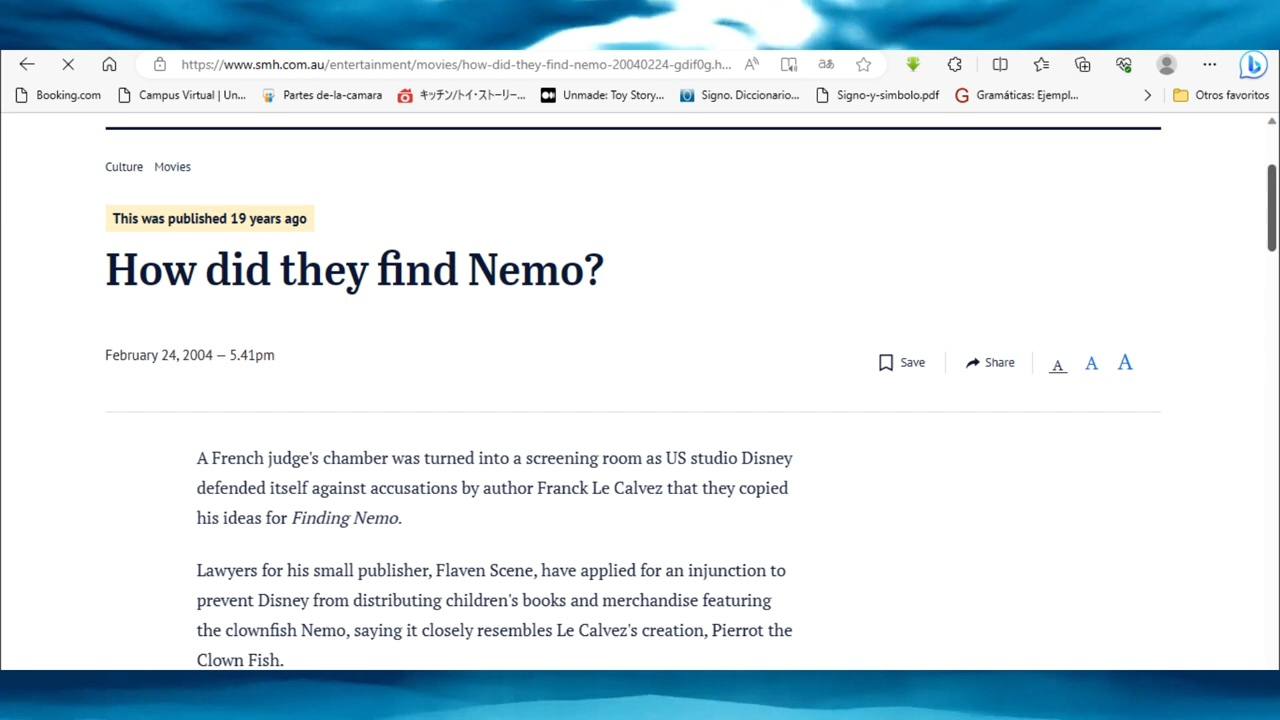 https://www.smh.com.au/entertainment/movies/how-did-they-find-nemo-20040224-gdif0g.h...
Booking.com Campus Virtual | Un... Partes de-la-camara キッチン/トイ・ストーリー... Unmade: Toy Story... Signo. Diccionario... Signo-y-simbolo.pdf Gramáticas: Ejempl... Otros favoritos
Culture Movies
This was published 19 years ago
How did they find Nemo?
February 24, 2004 — 5.41pm
Save Share A A A
A French judge's chamber was turned into a screening room as US studio Disney
defended itself against accusations by author Franck Le Calvez that they copied
his ideas for Finding Nemo.
Lawyers for his small publisher, Flaven Scene, have applied for an injunction to
prevent Disney from distributing children's books and merchandise featuring
the clownfish Nemo, saying it closely resembles Le Calvez's creation, Pierrot the
Clown Fish.